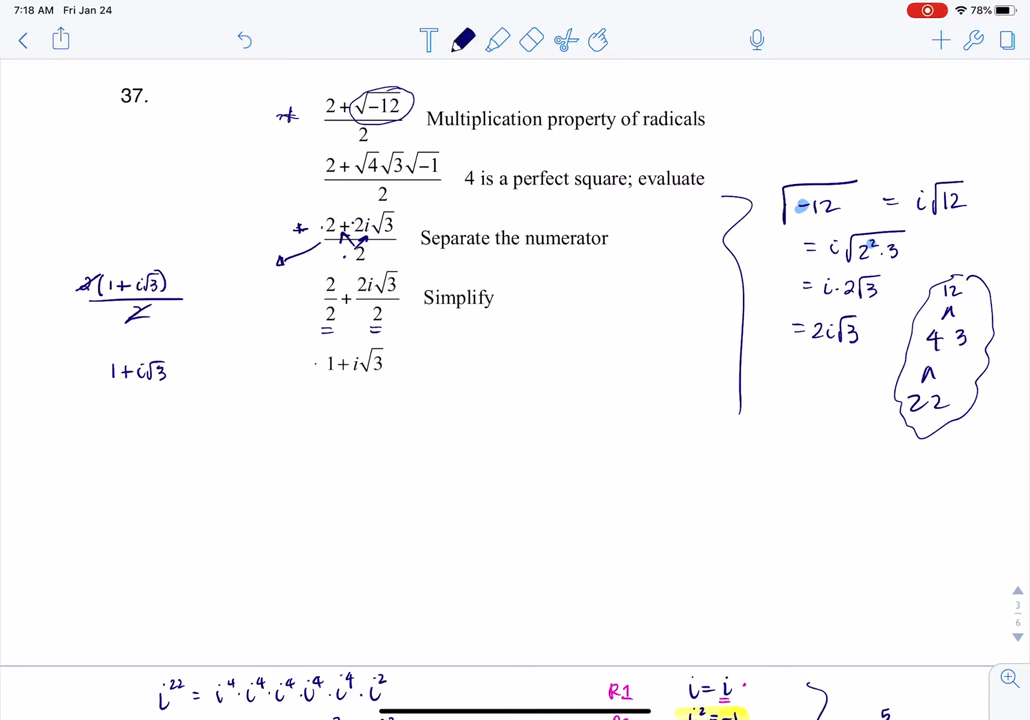 7:18 AM Fri Jan 24
78%
T
37.
2 + √−12 / 2 Multiplication property of radicals
2 + √4√3√−1 / 2 4 is a perfect square; evaluate
2 + 2i√3 / 2 Separate the numerator
2/2 + 2i√3/2 Simplify
1 + i√3
2(1 + i√3) / 2
1 + i√3
√−12 = i√12
= i√2²·3
= i·2√3
= 2i√3
12
4 3
2 2
3
6
i²² = i⁴·i⁴·i⁴·i⁴·i⁴·i²
R1 i = i
i² = −1
5